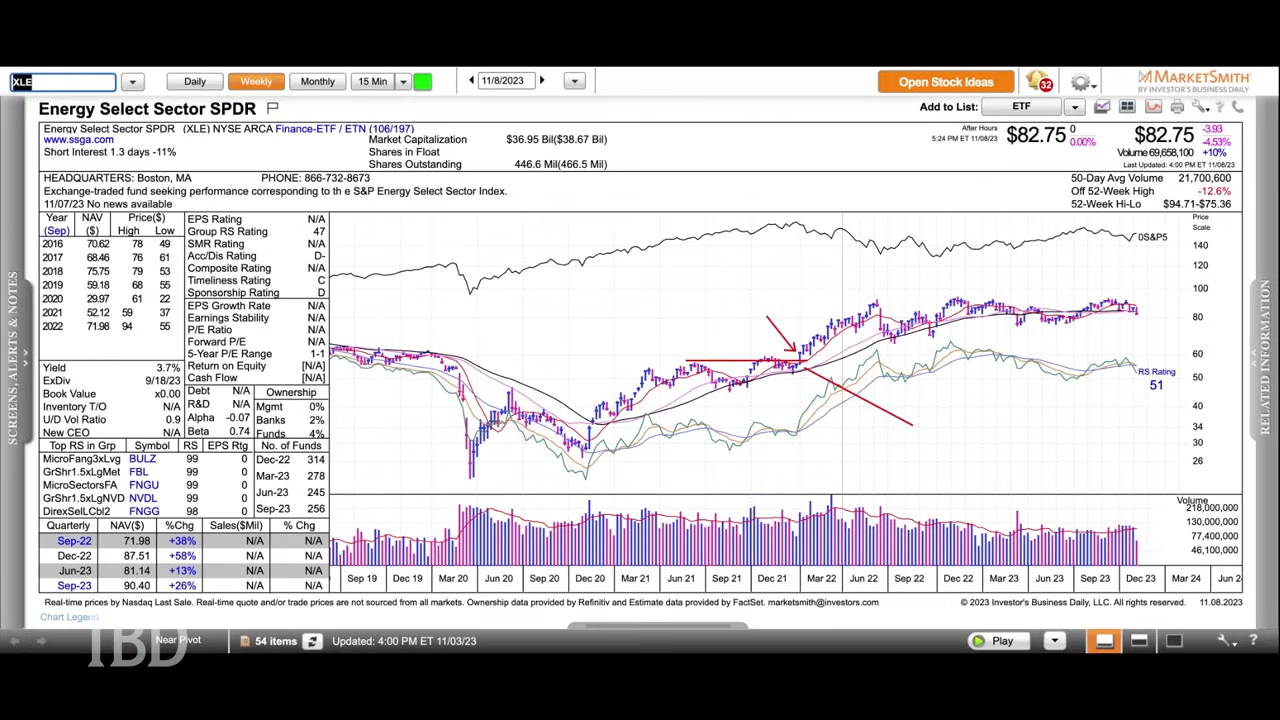 XLE Daily Weekly Monthly 15 Min 11/8/2023 Open Stock Ideas 32 MARKETSMITH
BY INVESTOR'S BUSINESS DAILY
Energy Select Sector SPDR Add to List: ETF
Energy Select Sector SPDR (XLE) NYSE ARCA Finance-ETF / ETN (106/197)
www.ssga.com
Short Interest 1.3 days -11%
Market Capitalization $36.95 Bil($38.67 Bil)
Shares in Float
Shares Outstanding 446.6 Mil(466.5 Mil)
After Hours
5:24 PM ET 11/08/23
$82.75 0
0.00%
$82.75 -3.93
-4.53%
Volume 69,658,100 +10%
Last Updated: 4:00 PM ET 11/08/23
HEADQUARTERS: Boston, MA PHONE: 866-732-8673
Exchange-traded fund seeking performance corresponding to th e S&P Energy Select Sector Index.
11/07/23 No news available
50-Day Avg Volume 21,700,600
Off 52-Week High -12.6%
52-Week Hi-Lo $94.71-$75.36
Year NAV Price($)
(Sep) ($) High Low
2016 70.62 78 49
2017 68.46 76 61
2018 75.75 79 53
2019 59.18 68 55
2020 29.97 61 22
2021 52.12 59 37
2022 71.98 94 55
Yield 3.7%
ExDiv 9/18/23
Book Value x0.00
Inventory T/O N/A
U/D Vol Ratio 0.9
New CEO N/A
EPS Rating N/A
Group RS Rating 47
SMR Rating N/A
Acc/Dis Rating D-
Composite Rating N/A
Timeliness Rating C
Sponsorship Rating D
EPS Growth Rate N/A
Earnings Stability N/A
P/E Ratio N/A
Forward P/E N/A
5-Year P/E Range 1-1
Return on Equity [N/A]
Cash Flow [N/A]
Debt N/A
R&D N/A
Alpha -0.07
Beta 0.74
Ownership
Mgmt 0%
Banks 2%
Funds 4%
Top RS in Grp Symbol RS EPS Rtg
MicroFang3xLvg BULZ 99 0
GrShr1.5xLgMet FBL 99 0
MicroSectorsFA FNGU 99 0
GrShr1.5xLgNVD NVDL 99 0
DirexSelLCbl2 FNGG 98 0
No. of Funds
Dec-22 314
Mar-23 278
Jun-23 245
Sep-23 256
Quarterly NAV($) %Chg Sales($Mil) % Chg
Sep-22 71.98 +38% N/A N/A
Dec-22 87.51 +58% N/A N/A
Jun-23 81.14 +13% N/A N/A
Sep-23 90.40 +26% N/A N/A
Price
Scale
0S&P5
140
120
100
80
60
50
40
34
30
26
RS Rating
51
Volume
218,000,000
130,000,000
77,400,000
46,100,000
Sep 19 Dec 19 Mar 20 Jun 20 Sep 20 Dec 20 Mar 21 Jun 21 Sep 21 Dec 21 Mar 22 Jun 22 Sep 22 Dec 22 Mar 23 Jun 23 Sep 23 Dec 23 Mar 24 Jun 2
Real-time prices by Nasdaq Last Sale. Real-time quote and/or trade prices are not sourced from all markets. Ownership data provided by Refinitiv and Estimate data provided by FactSet. marketsmith@investors.com © 2023 Investor's Business Daily, LLC. All rights reserved. 11.08.2023
Chart Legend
IBD
Near Pivot 54 items Updated: 4:00 PM ET 11/03/23 Play ?
SCREENS, ALERTS & NOTES
RELATED INFORMATION